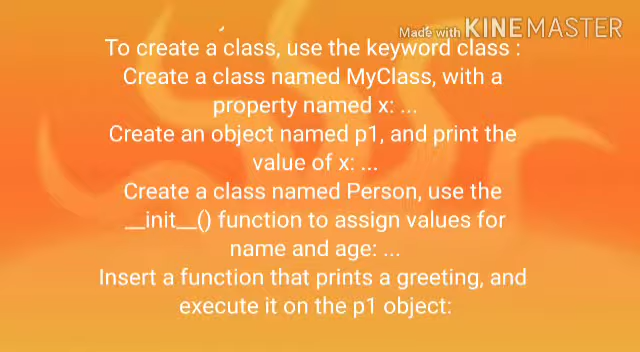 Made with KINEMASTER
To create a class, use the keyword class :
Create a class named MyClass, with a
property named x: ...
Create an object named p1, and print the
value of x: ...
Create a class named Person, use the
__init__() function to assign values for
name and age: ...
Insert a function that prints a greeting, and
execute it on the p1 object: